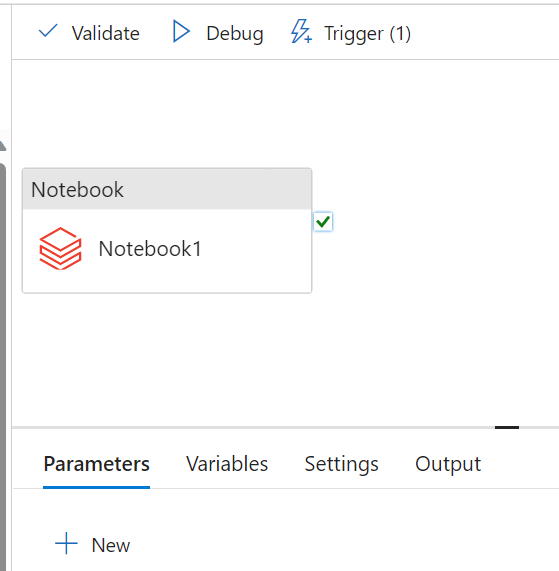 Validate Debug Trigger (1)
Notebook
Notebook1
Parameters Variables Settings Output
New